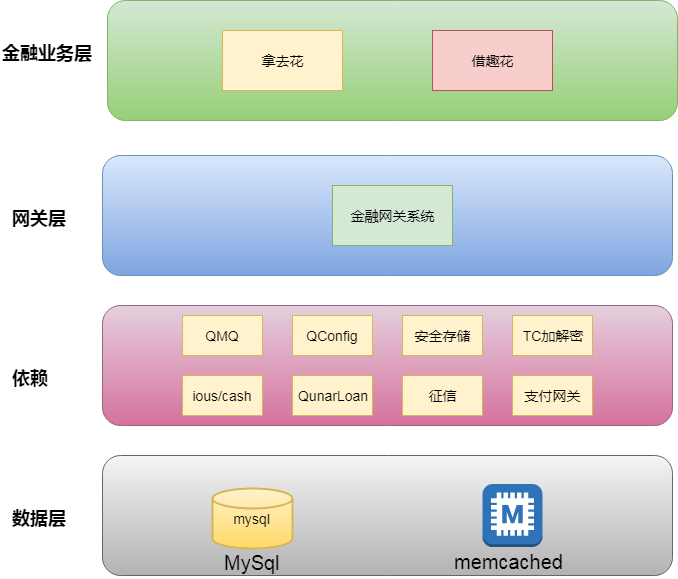 金融业务层
拿去花
借趣花
网关层
金融网关系统
依赖
QMQ
QConfig
安全存储
TC加解密
ious/cash
QunarLoan
征信
支付网关
数据层
mysql
MySql
M
memcached